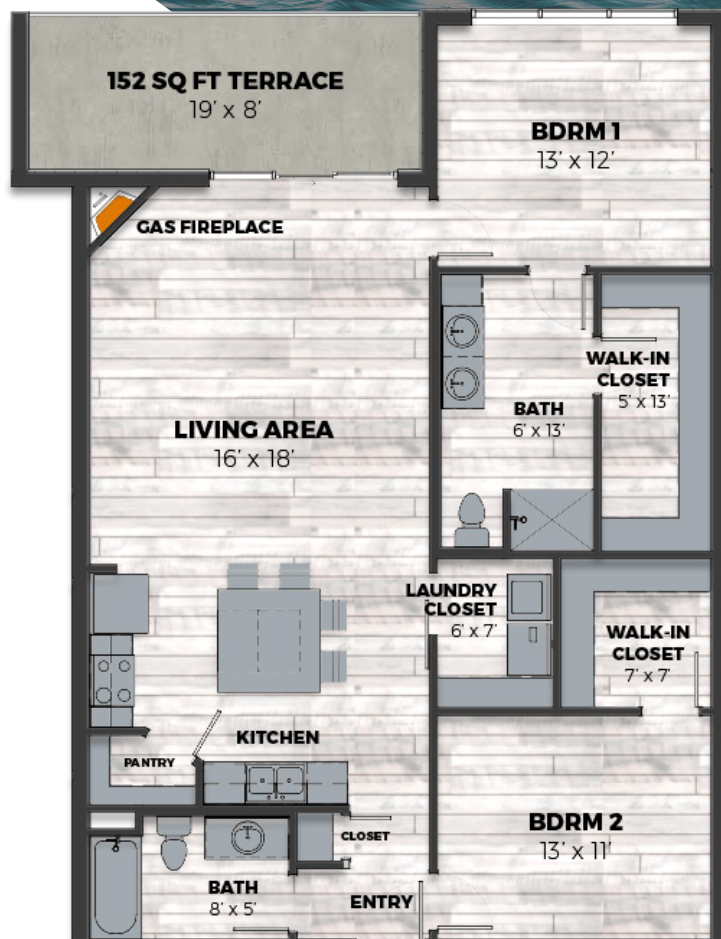 152 SQ FT TERRACE
19' x 8'
BDRM 1
13' x 12'
GAS FIREPLACE
WALK-IN
CLOSET
5' x 13'
BATH
6' x 13'
LIVING AREA
16' x 18'
LAUNDRY
CLOSET
6' x 7'
WALK-IN
CLOSET
7' x 7'
KITCHEN
PANTRY
CLOSET
BDRM 2
13' x 11'
BATH
8' x 5'
ENTRY